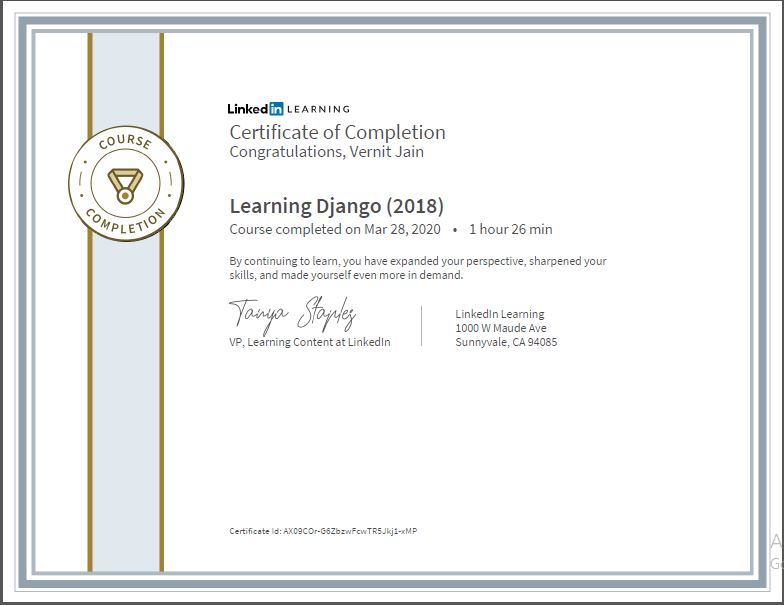 COURSE
COMPLETION
Linked in LEARNING
Certificate of Completion
Congratulations, Vernit Jain
Learning Django (2018)
Course completed on Mar 28, 2020 • 1 hour 26 min
By continuing to learn, you have expanded your perspective, sharpened your
skills, and made yourself even more in demand.
Tanya Staples
VP, Learning Content at LinkedIn
LinkedIn Learning
1000 W Maude Ave
Sunnyvale, CA 94085
Certificate Id: AX09COr-G6ZbzwFcwTR5Jkj1-xMP